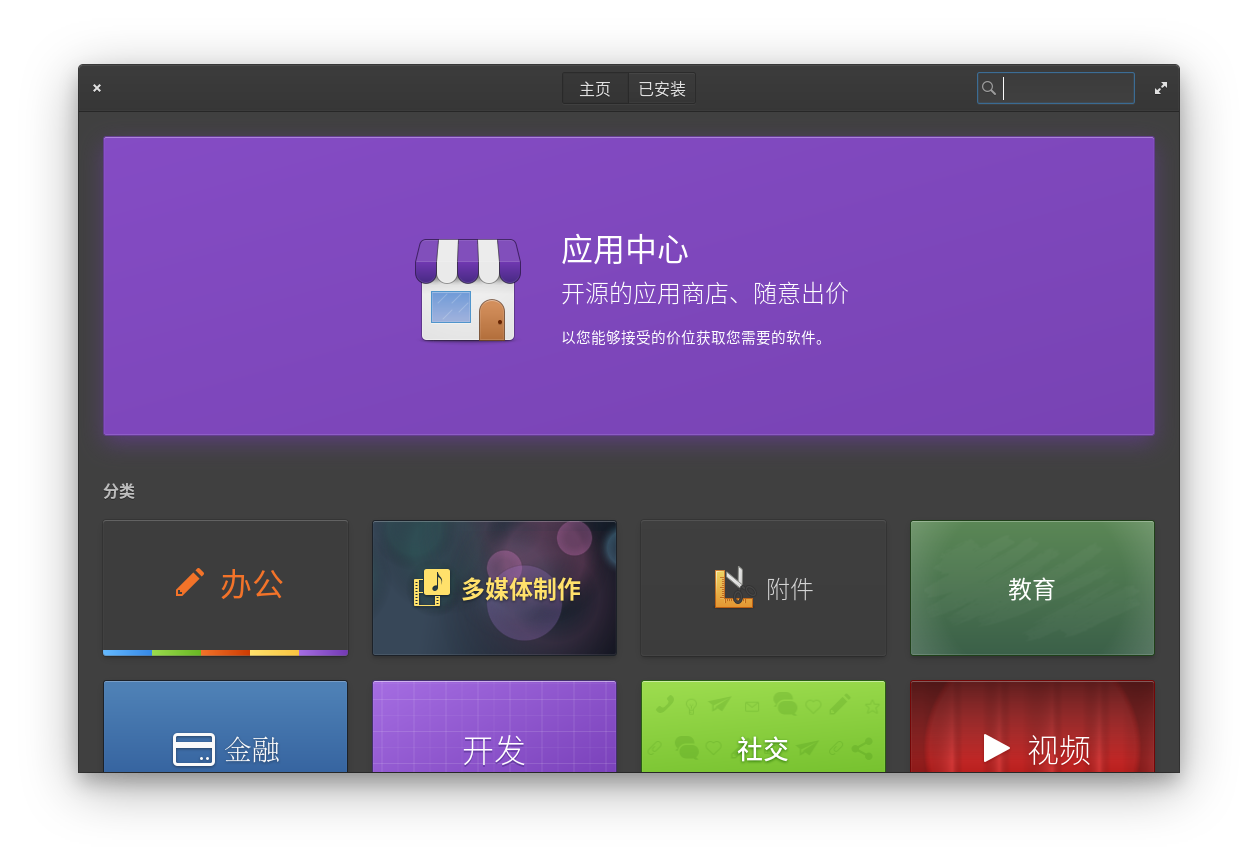 主页 已安装
应用中心
开源的应用商店、随意出价
以您能够接受的价位获取您需要的软件。
分类
办公 多媒体制作 附件 教育
金融 开发 社交 视频